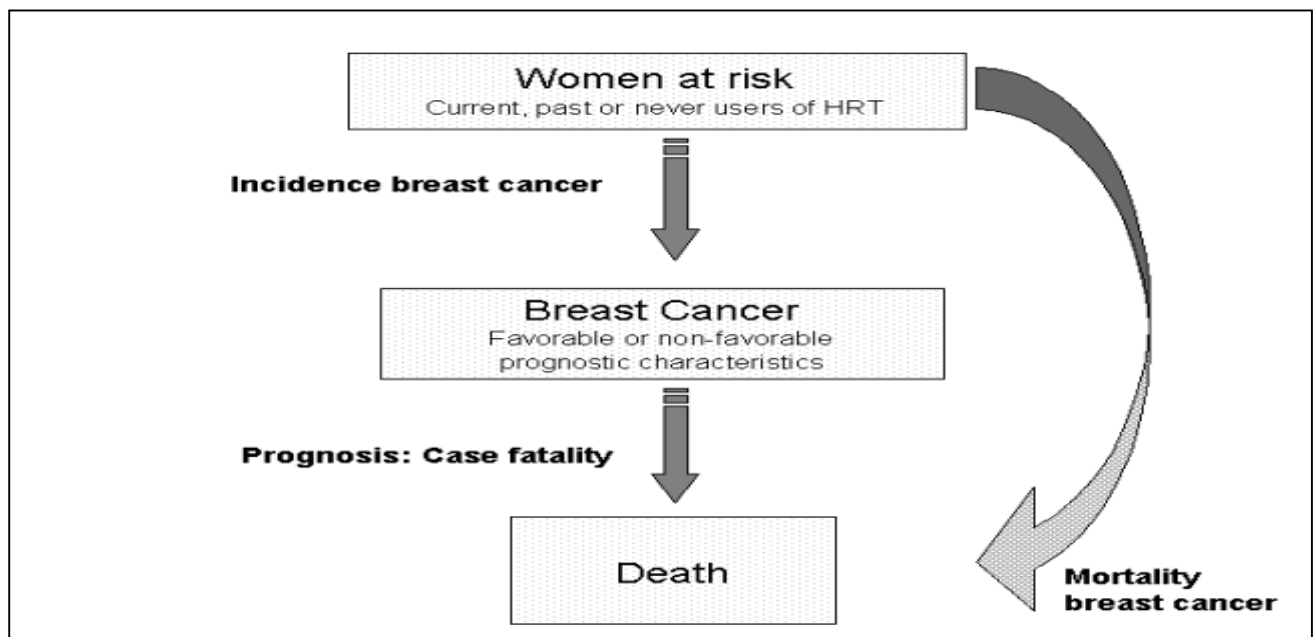 Women at risk
Current, past or never users of HRT
Incidence breast cancer
Breast Cancer
Favorable or non-favorable
prognostic characteristics
Prognosis: Case fatality
Death
Mortality
breast cancer